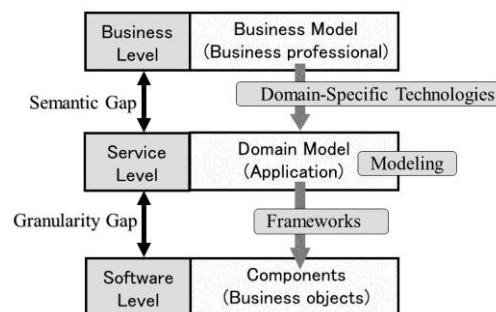 Business
Level
Business Model
(Business professional)
Semantic Gap
Domain-Specific Technologies
Service
Level
Domain Model
(Application)
Modeling
Granularity Gap
Frameworks
Software
Level
Components
(Business objects)